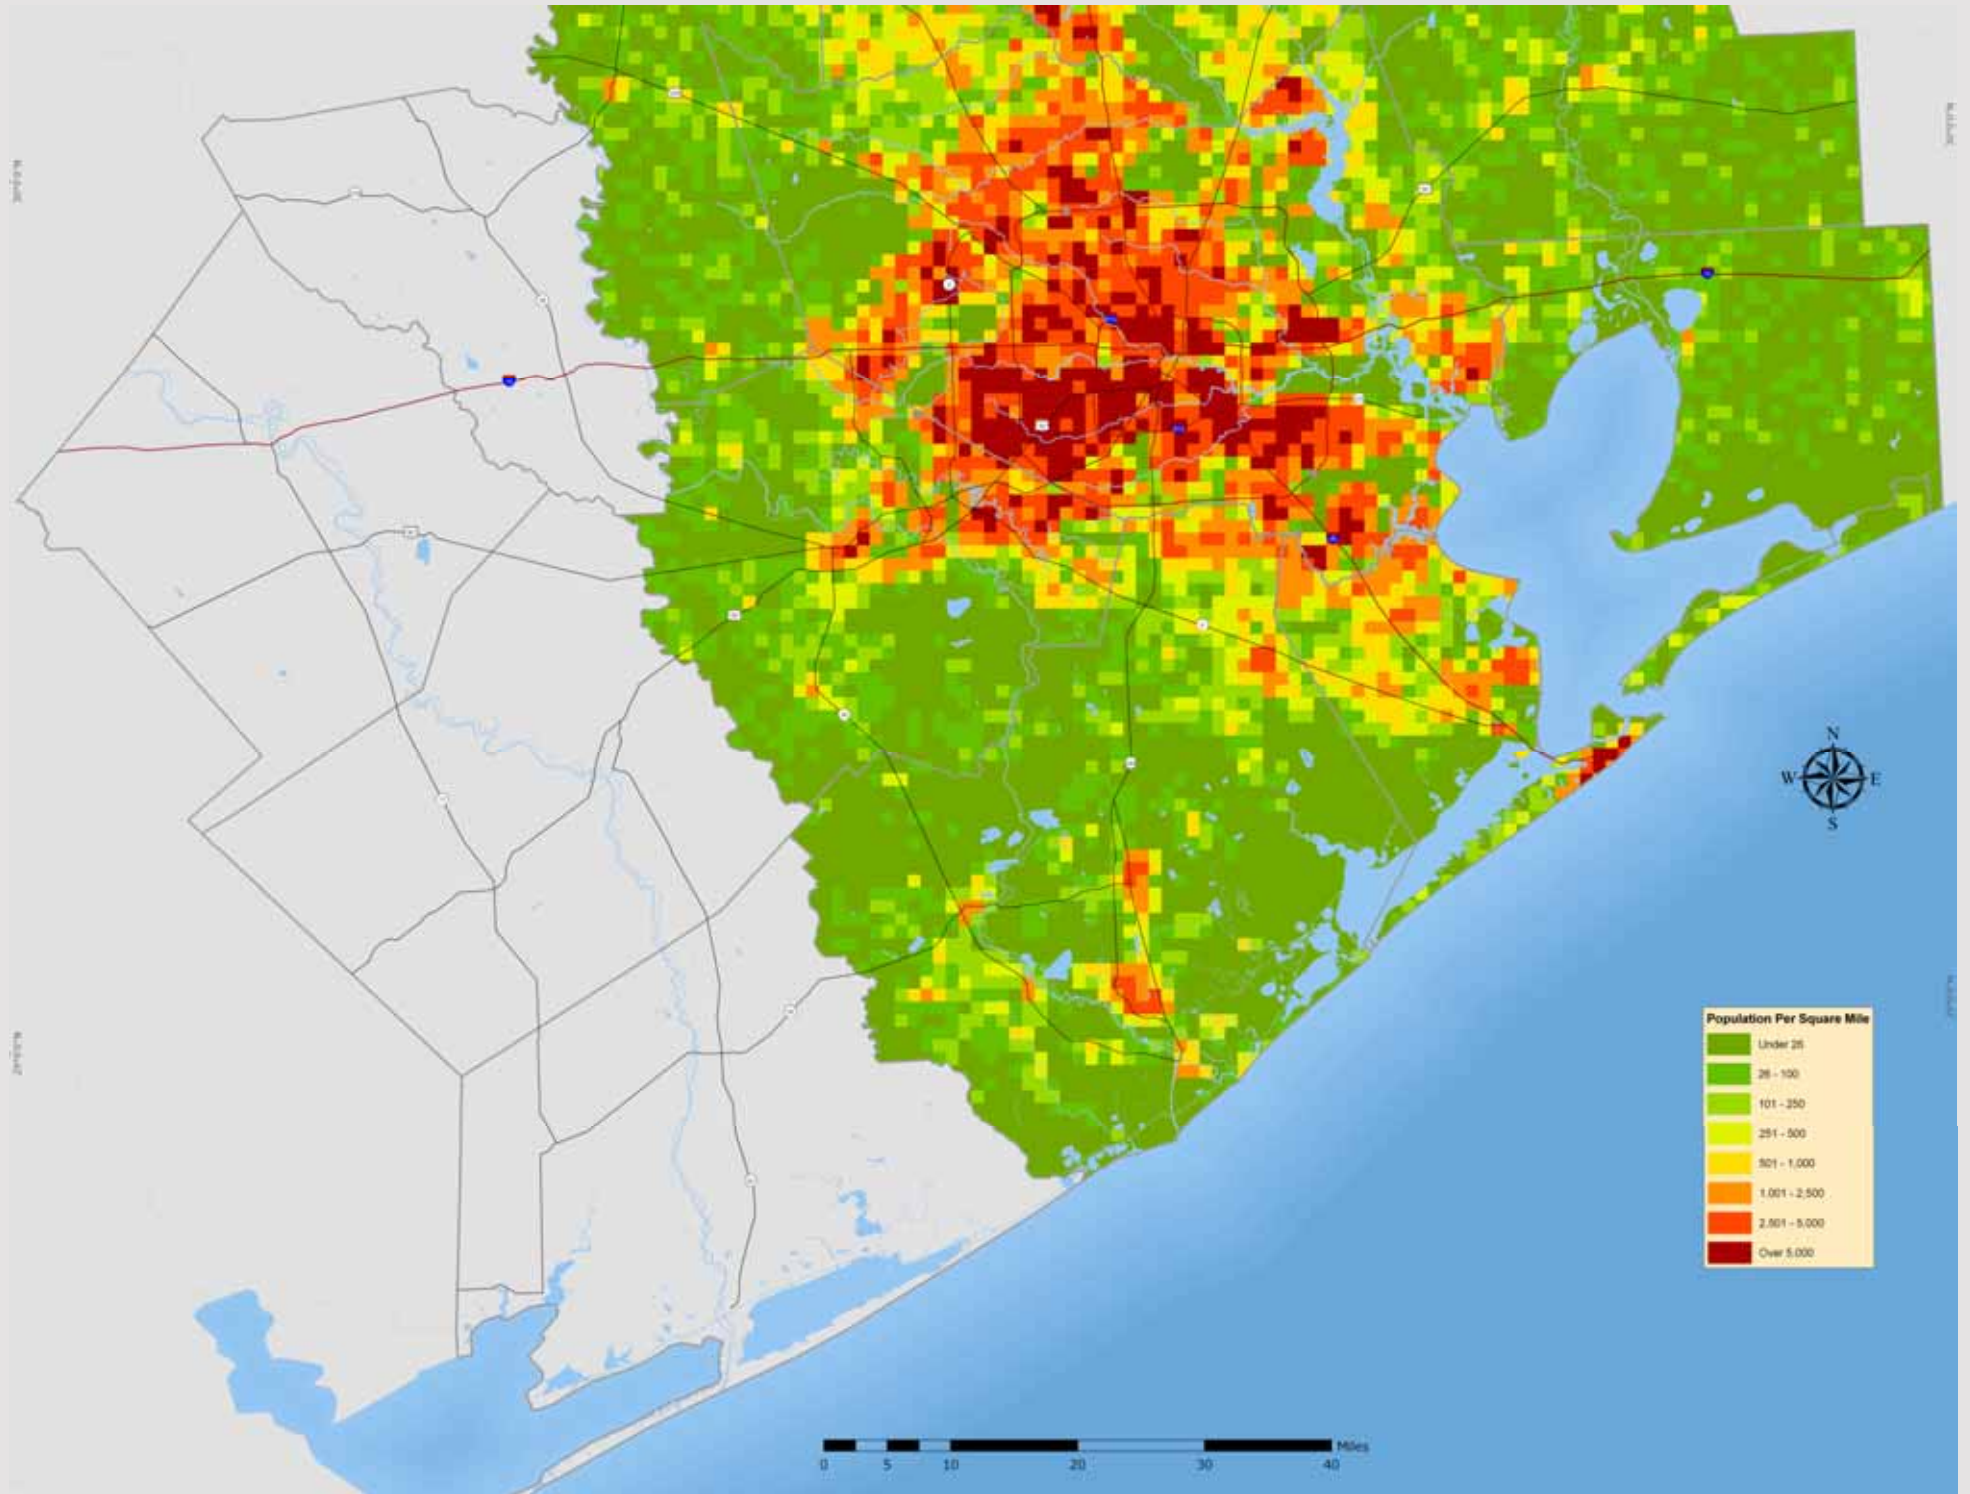 N
W E
S
Population Per Square Mile
Under 26
26 - 100
101 - 250
251 - 500
501 - 1,000
1,001 - 2,500
2,501 - 5,000
Over 5,000
Miles
0 5 10 20 30 40